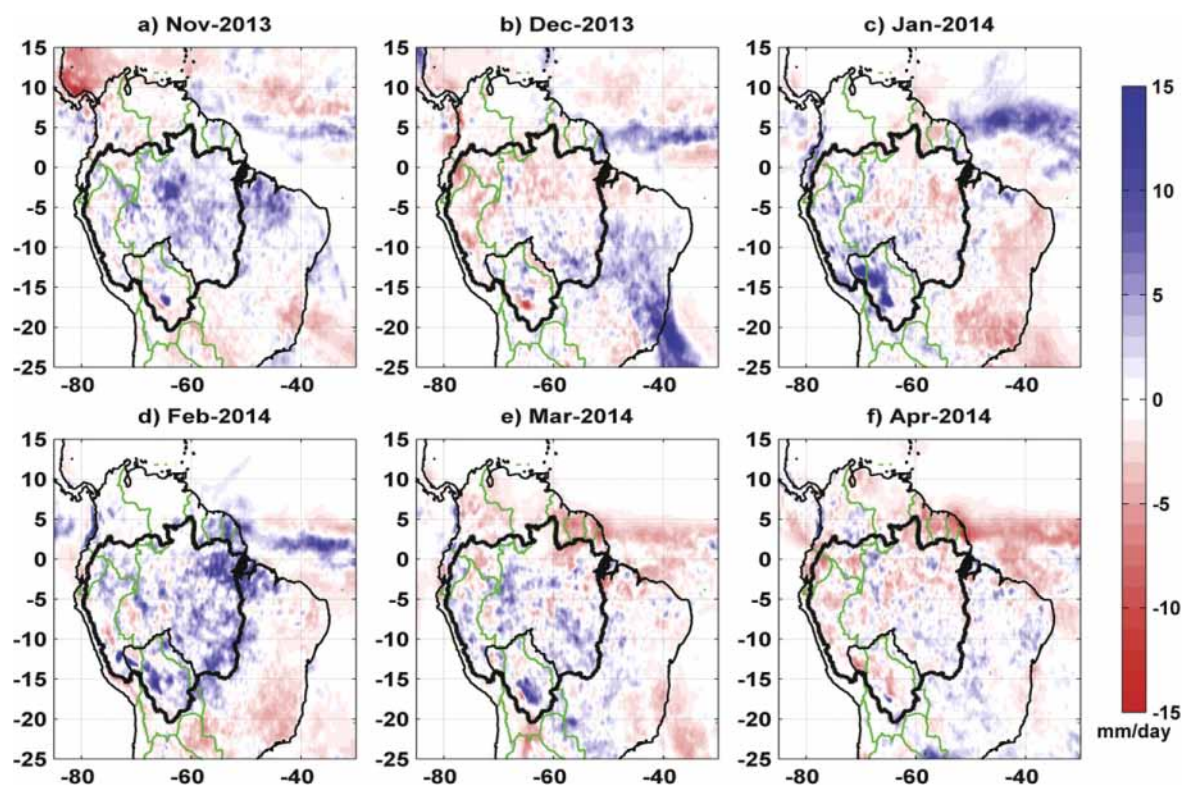 a) Nov-2013 b) Dec-2013 c) Jan-2014
15 15 15 15
10 10 10
5 5 5 10
0 0 0
-5 -5 -5
-10 -10 -10 5
-15 -15 -15
-20 -20 -20
-25 -25 -25
-80 -60 -40 -80 -60 -40 -80 -60 -40 0
d) Feb-2014 e) Mar-2014 f) Apr-2014
15 15 15
10 10 10 -5
5 5 5
0 0 0
-5 -5 -5 -10
-10 -10 -10
-15 -15 -15 -15
-20 -20 -20 mm/day
-25 -25 -25
-80 -60 -40 -80 -60 -40 -80 -60 -40